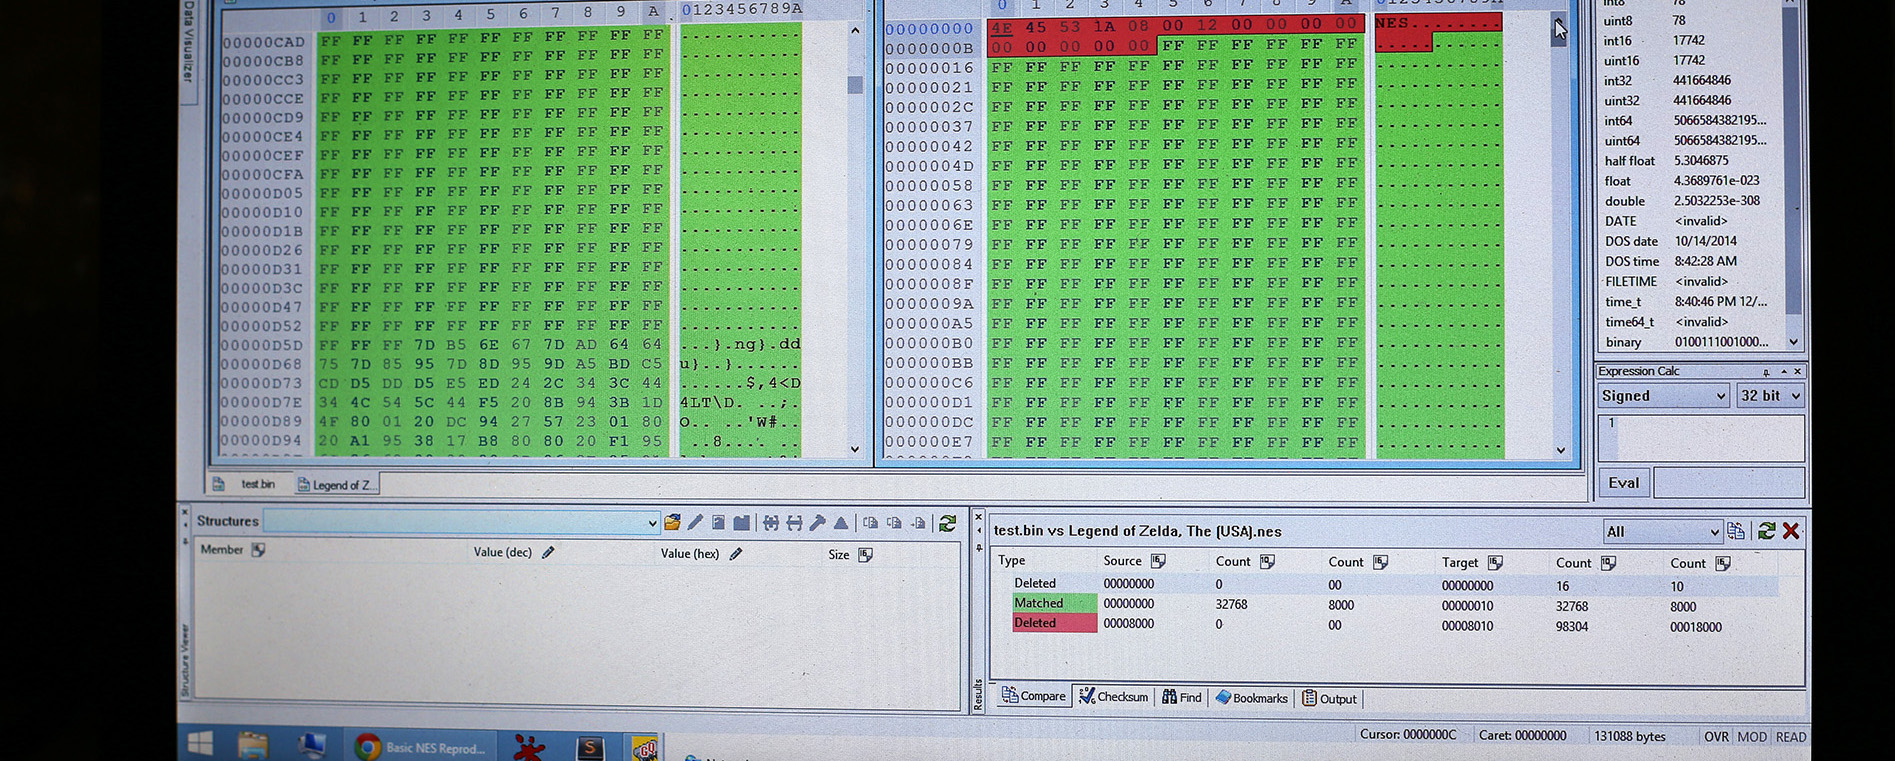 Data Visualizer
0 1 2 3 4 5 6 7 8 9 A 0123456789A
00000CAD FF FF FF FF FF FF FF FF FF FF FF ...........
00000CB8 FF FF FF FF FF FF FF FF FF FF FF ...........
00000CC3 FF FF FF FF FF FF FF FF FF FF FF ...........
00000CCE FF FF FF FF FF FF FF FF FF FF FF ...........
00000CD9 FF FF FF FF FF FF FF FF FF FF FF ...........
00000CE4 FF FF FF FF FF FF FF FF FF FF FF ...........
00000CEF FF FF FF FF FF FF FF FF FF FF FF ...........
00000CFA FF FF FF FF FF FF FF FF FF FF FF ...........
00000D05 FF FF FF FF FF FF FF FF FF FF FF ...........
00000D10 FF FF FF FF FF FF FF FF FF FF FF ...........
00000D1B FF FF FF FF FF FF FF FF FF FF FF ...........
00000D26 FF FF FF FF FF FF FF FF FF FF FF ...........
00000D31 FF FF FF FF FF FF FF FF FF FF FF ...........
00000D3C FF FF FF FF FF FF FF FF FF FF FF ...........
00000D47 FF FF FF FF FF FF FF FF FF FF FF ...........
00000D52 FF FF FF FF FF FF FF FF FF FF FF ...........
00000D5D FF FF FF 7D B5 6E 67 7D AD 64 64 ...}.ng}.dd
00000D68 75 7D 85 95 7D 8D 95 9D A5 BD C5 u}..}......
00000D73 CD D5 DD D5 E5 ED 24 2C 34 3C 44 ......$,4<D
00000D7E 34 4C 54 5C 44 F5 20 8B 94 3B 1D 4LT\D. ..;.
00000D89 4F 80 01 20 DC 94 27 57 23 01 80 O.. ..'W#..
00000D94 20 A1 95 38 17 B8 80 80 20 F1 95 ..8.... ..
0 1 2 3 4 5 6 7 8 9 A 0123456789A
00000000 4E 45 53 1A 08 00 12 00 00 00 00 NES........
0000000B 00 00 00 00 00 FF FF FF FF FF FF ...........
00000016 FF FF FF FF FF FF FF FF FF FF FF ...........
00000021 FF FF FF FF FF FF FF FF FF FF FF ...........
0000002C FF FF FF FF FF FF FF FF FF FF FF ...........
00000037 FF FF FF FF FF FF FF FF FF FF FF ...........
00000042 FF FF FF FF FF FF FF FF FF FF FF ...........
0000004D FF FF FF FF FF FF FF FF FF FF FF ...........
00000058 FF FF FF FF FF FF FF FF FF FF FF ...........
00000063 FF FF FF FF FF FF FF FF FF FF FF ...........
0000006E FF FF FF FF FF FF FF FF FF FF FF ...........
00000079 FF FF FF FF FF FF FF FF FF FF FF ...........
00000084 FF FF FF FF FF FF FF FF FF FF FF ...........
0000008F FF FF FF FF FF FF FF FF FF FF FF ...........
0000009A FF FF FF FF FF FF FF FF FF FF FF ...........
000000A5 FF FF FF FF FF FF FF FF FF FF FF ...........
000000B0 FF FF FF FF FF FF FF FF FF FF FF ...........
000000BB FF FF FF FF FF FF FF FF FF FF FF ...........
000000C6 FF FF FF FF FF FF FF FF FF FF FF ...........
000000D1 FF FF FF FF FF FF FF FF FF FF FF ...........
000000DC FF FF FF FF FF FF FF FF FF FF FF ...........
000000E7 FF FF FF FF FF FF FF FF FF FF FF ...........
int8 78
uint8 78
int16 17742
uint16 17742
int32 441664846
uint32 441664846
int64 5066584382195...
uint64 5066584382195...
half float 5.3046875
float 4.3689761e-023
double 2.5032253e-308
DATE <invalid>
DOS date 10/14/2014
DOS time 8:42:28 AM
FILETIME <invalid>
time_t 8:40:46 PM 12/...
time64_t <invalid>
binary 0100111001000...
Expression Calc
Signed 32 bit
1
Eval
test.bin Legend of Z...
Structures
Member Value (dec) Value (hex) Size
Structure Viewer
test.bin vs Legend of Zelda, The (USA).nes All
Type Source Count Count Target Count Count
Deleted 00000000 0 00 00000000 16 10
Matched 00000000 32768 8000 00000010 32768 8000
Deleted 00008000 0 00 00008010 98304 00018000
Results
Compare Checksum Find Bookmarks Output
Cursor: 0000000C Caret: 00000000 131088 bytes OVR MOD READ
Basic NES Reprod...
S
GQ